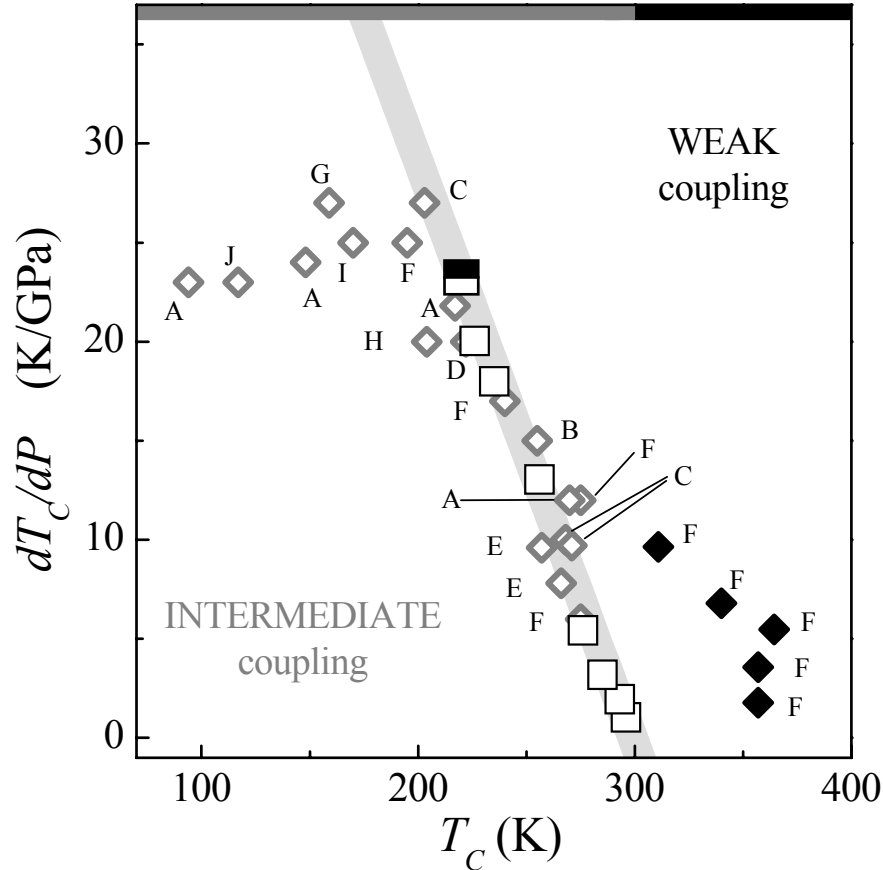 30
20
10
0
100
200
300
400
dT_C/dP (K/GPa)
T_C (K)
WEAK
coupling
INTERMEDIATE
coupling
G
C
J
A
A
I
F
A
H
D
F
B
F
A
C
E
F
E
F
F
F
F
F